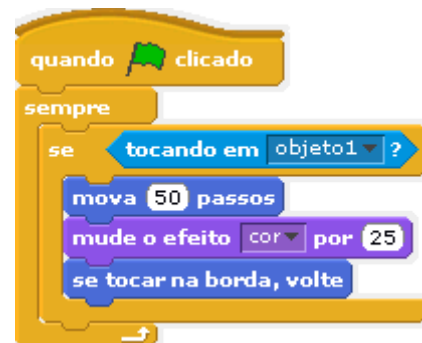 quando clicado
sempre
se tocando em objeto1 ?
mova 50 passos
mude o efeito cor por 25
se tocar na borda, volte